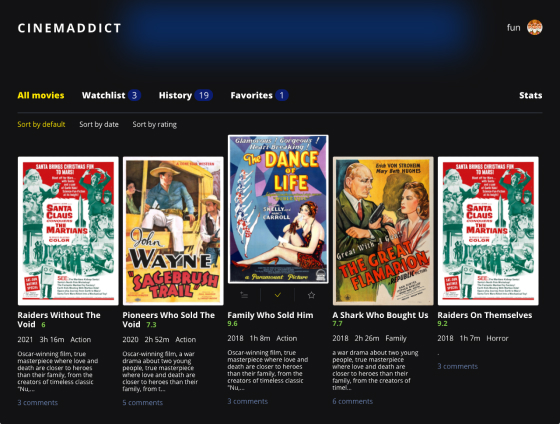 CINEMADDICT
fun
All movies Watchlist 3 History 19 Favorites 1 Stats
Sort by default Sort by date Sort by rating
SANTA BRINGS CHRISTMAS FUN TO MARS!
SANTA CLAUS
CONQUERS THE MARTIANS
COLOR
John
WAYNE
"SAGEBRUSH
TRAIL"
Glamourous! Gorgeous!
Heart-breaking!
The DANCE
of LIFE
SKELLY
CARROLL
a Paramount Picture
Erich VON STROHEIM
Mary Beth HUGHES
THE GREAT
FLAMARION
SANTA BRINGS CHRISTMAS FUN TO MARS!
SANTA CLAUS
CONQUERS THE MARTIANS
COLOR
Raiders Without The
Void 6
2021 3h 16m Action
Oscar-winning film, true
masterpiece where love and
death are closer to heroes
than their family, from the
creators of timeless classic
"Nu,...
3 comments
Pioneers Who Sold The
Void 7.3
2020 2h 52m Action
Oscar-winning film, a war
drama about two young
people, true masterpiece
where love and death are
closer to heroes than their
family, from t...
5 comments
Family Who Sold Him
9.6
2018 1h 8m Action
Oscar-winning film, true
masterpiece where love and
death are closer to heroes
than their family, from the
creators of timeless classic
"Nu,...
3 comments
A Shark Who Bought Us
7.7
2018 2h 26m Family
a war drama about two young
people, true masterpiece
where love and death are
closer to heroes than their
family, from the creators of
timel...
6 comments
Raiders On Themselves
9.2
2018 1h 7m Horror
.
3 comments